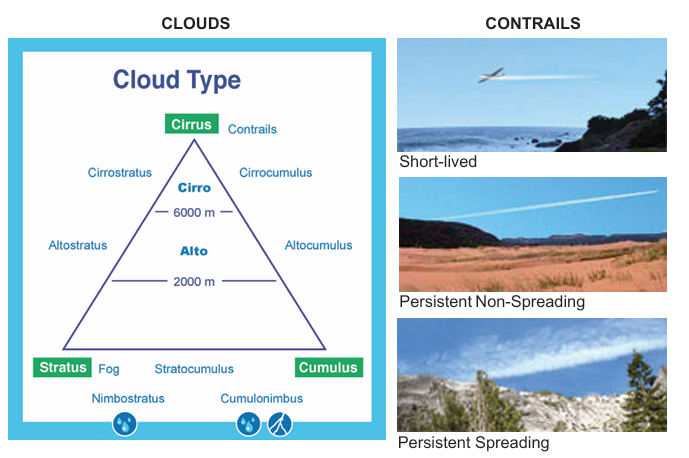 CLOUDS
Cloud Type
Cirrus
Contrails
Cirrostratus
Cirrocumulus
Cirro
6000 m
Altostratus
Alto
Altocumulus
2000 m
Stratus
Fog
Stratocumulus
Cumulus
Nimbostratus
Cumulonimbus
CONTRAILS
Short-lived
Persistent Non-Spreading
Persistent Spreading